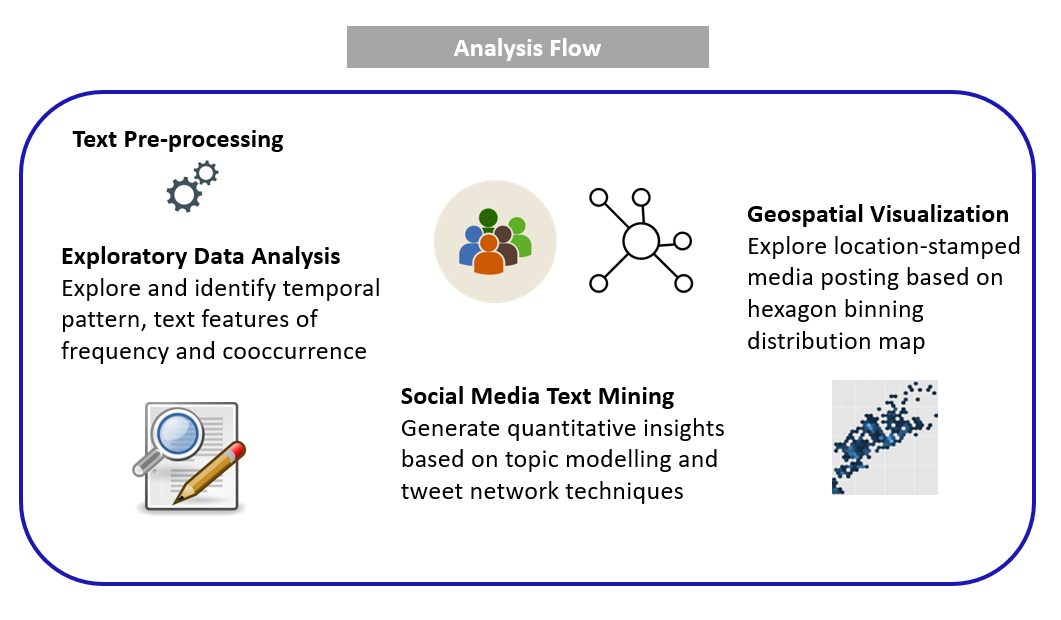 Analysis Flow
Text Pre-processing
Exploratory Data Analysis
Explore and identify temporal
pattern, text features of
frequency and cooccurrence
Social Media Text Mining
Generate quantitative insights
based on topic modelling and
tweet network techniques
Geospatial Visualization
Explore location-stamped
media posting based on
hexagon binning
distribution map